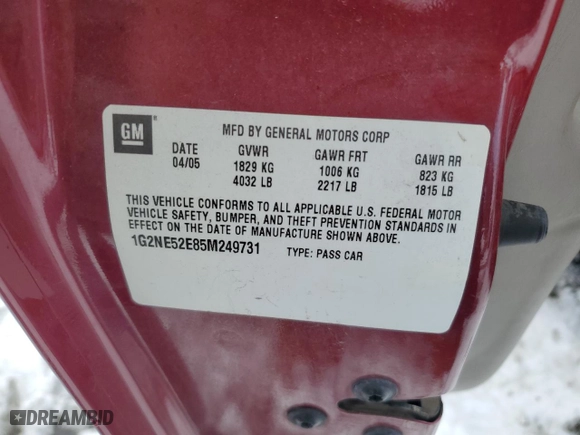 GM
MFD BY GENERAL MOTORS CORP
DATE GVWR GAWR FRT GAWR RR
04/05 1829 KG 1006 KG 823 KG
4032 LB 2217 LB 1815 LB
THIS VEHICLE CONFORMS TO ALL APPLICABLE U.S. FEDERAL MOTOR
VEHICLE SAFETY, BUMPER, AND THEFT PREVENTION STANDARDS IN
EFFECT ON THE DATE OF MANUFACTURE SHOWN ABOVE.
1G2NE52E85M249731 TYPE: PASS CAR
DREAMBID